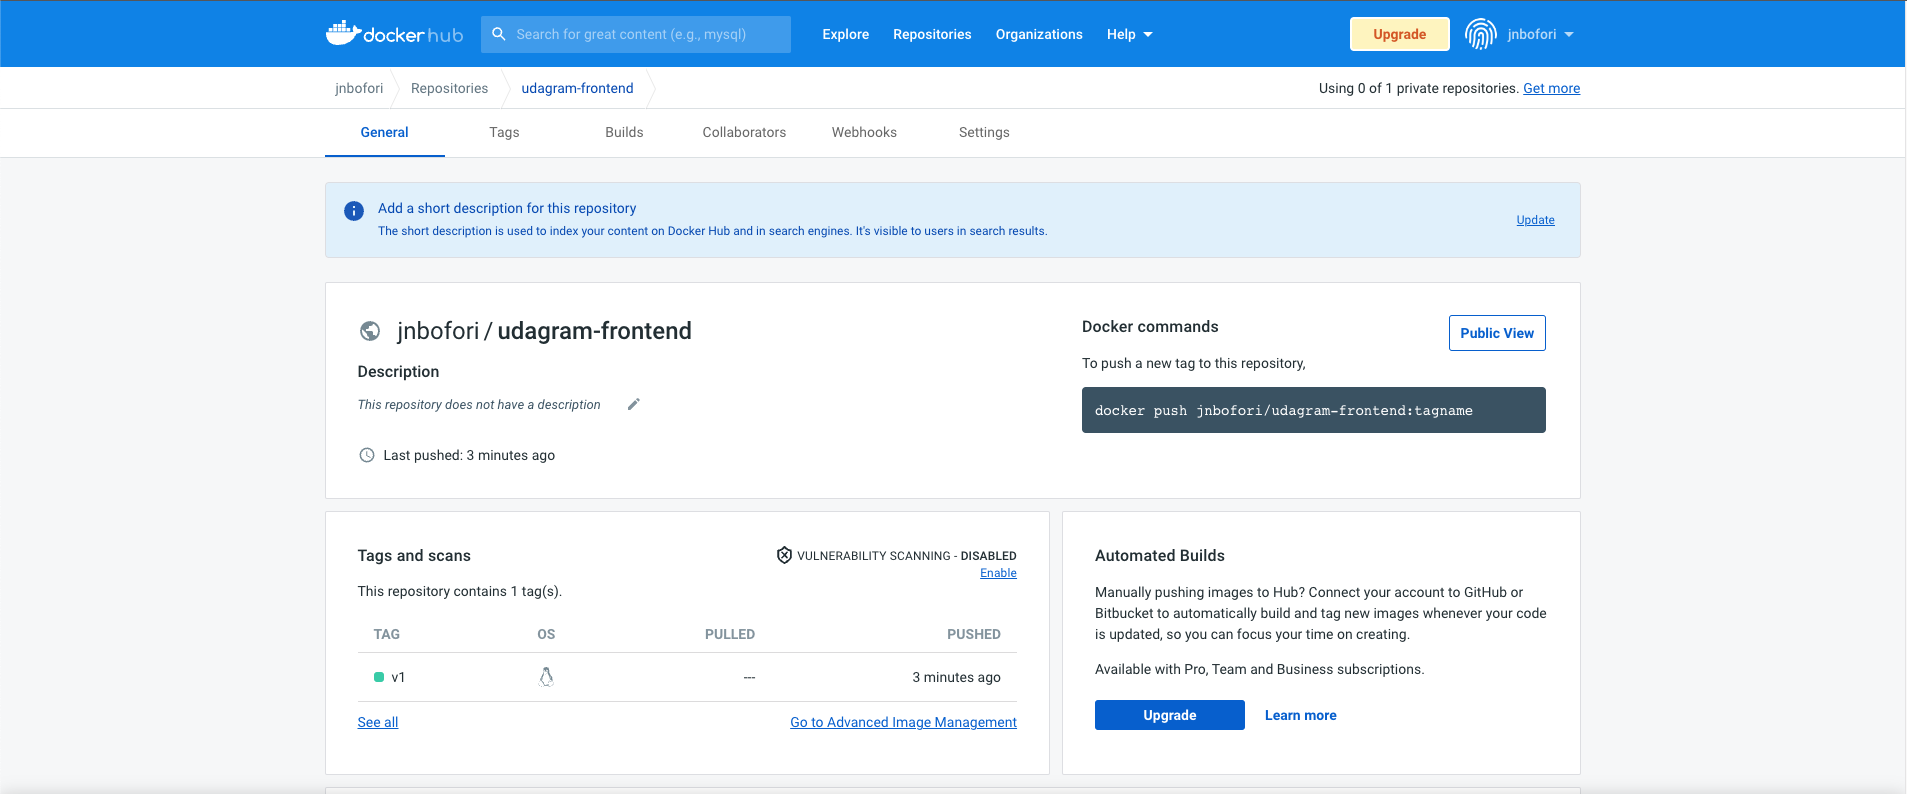 docker hub
Search for great content (e.g., mysql)
Explore
Repositories
Organizations
Help
Upgrade
jnbofori
jnbofori
Repositories
udagram-frontend
Using 0 of 1 private repositories. Get more
General
Tags
Builds
Collaborators
Webhooks
Settings
Add a short description for this repository
The short description is used to index your content on Docker Hub and in search engines. It's visible to users in search results.
Update
jnbofori / udagram-frontend
Description
This repository does not have a description
Last pushed: 3 minutes ago
Docker commands
Public View
To push a new tag to this repository,
docker push jnbofori/udagram-frontend:tagname
Tags and scans
VULNERABILITY SCANNING - DISABLED
Enable
This repository contains 1 tag(s).
TAG OS PULLED PUSHED
v1 --- 3 minutes ago
See all
Go to Advanced Image Management
Automated Builds
Manually pushing images to Hub? Connect your account to GitHub or
Bitbucket to automatically build and tag new images whenever your code
is updated, so you can focus your time on creating.
Available with Pro, Team and Business subscriptions.
Upgrade
Learn more